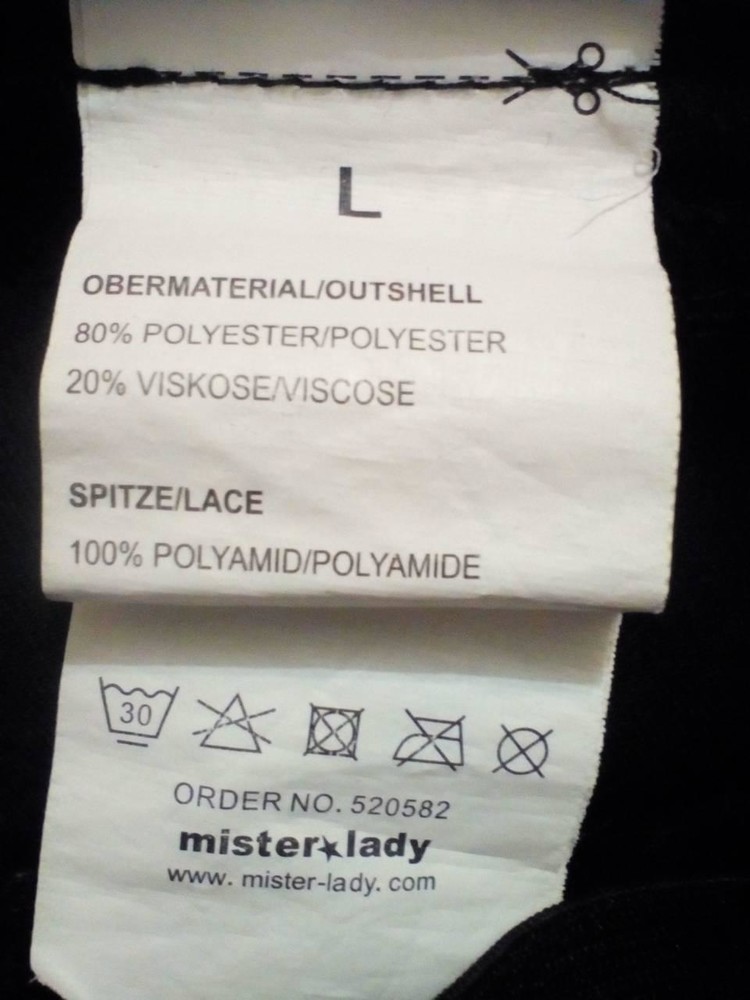 L
OBERMATERIAL/OUTSHELL
80% POLYESTER/POLYESTER
20% VISKOSE/VISCOSE
SPITZE/LACE
100% POLYAMID/POLYAMIDE
30
ORDER NO. 520582
mister★lady
www. mister-lady. com